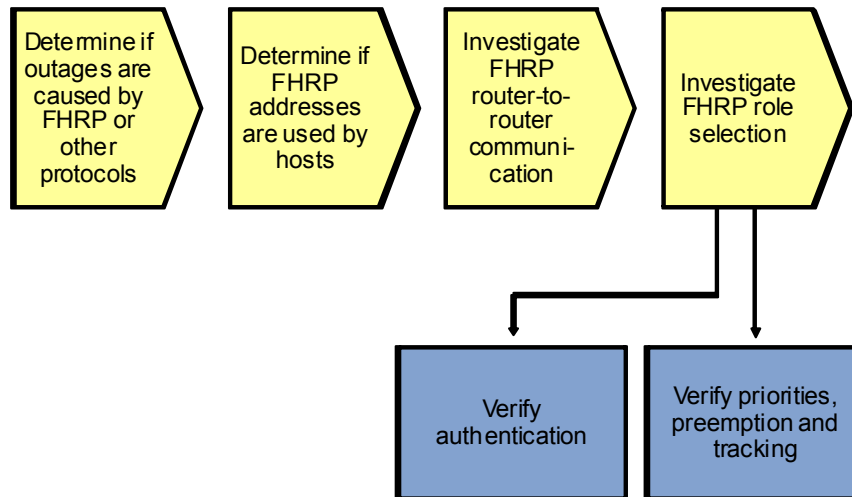 Determine if
outages are
caused by
FHRP or
other
protocols
Determine if
FHRP
addresses
are used by
hosts
Investigate
FHRP
router-to-
router
communi-
cation
Investigate
FHRP role
selection
Verify
authentication
Verify priorities,
preemption and
tracking